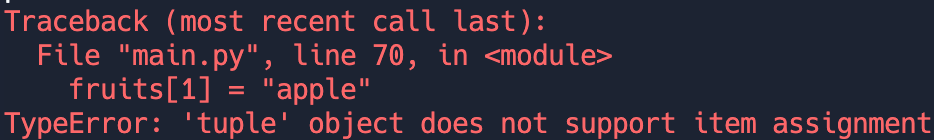 Traceback (most recent call last):
  File "main.py", line 70, in <module>
    fruits[1] = "apple"
TypeError: 'tuple' object does not support item assignment